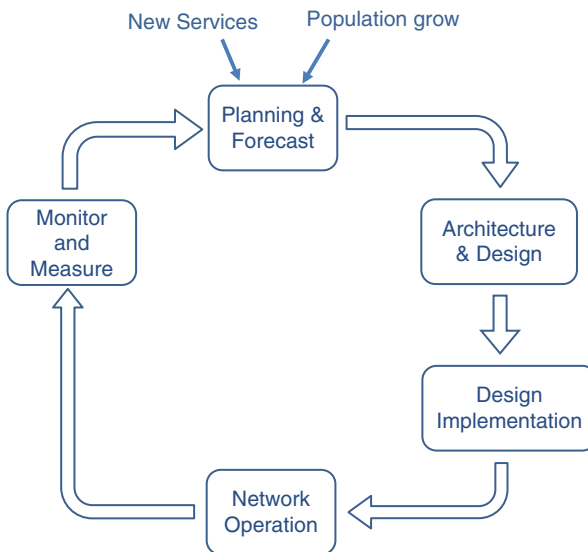 New Services
Population grow
Planning &
Forecast
Architecture
& Design
Design
Implementation
Network
Operation
Monitor
and
Measure